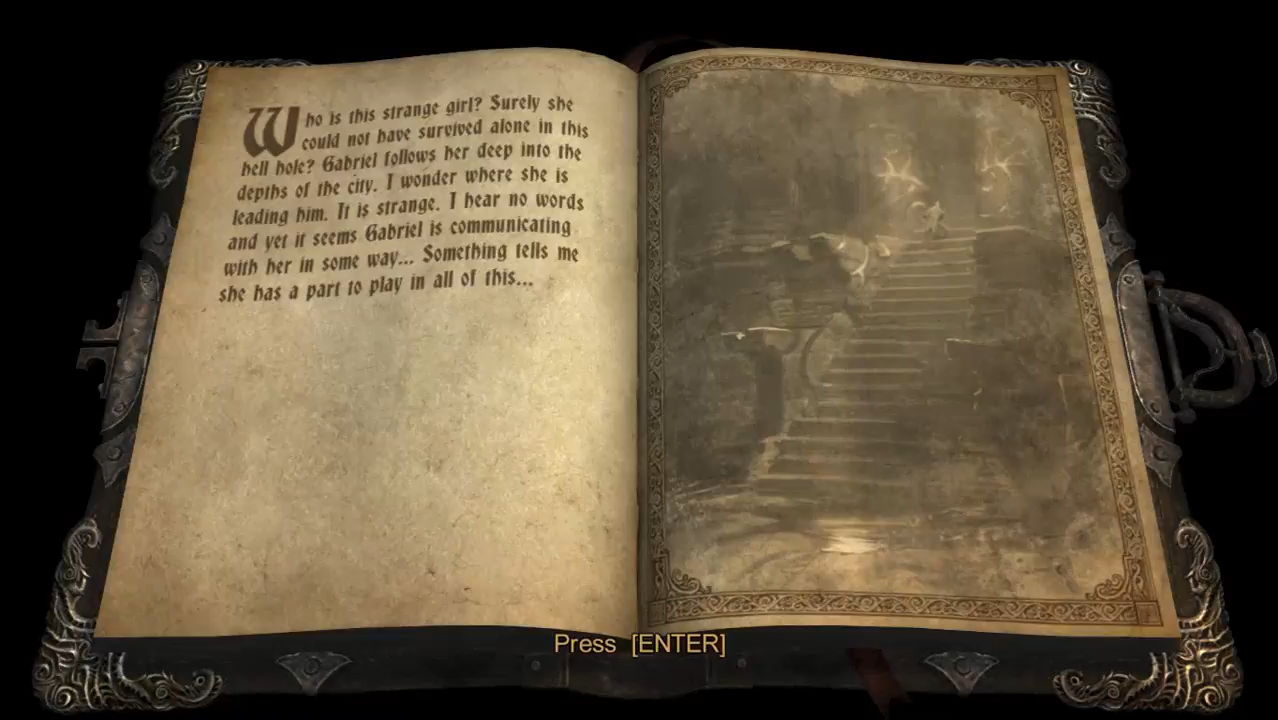 Who is this strange girl? Surely she
could not have survived alone in this
hell hole? Gabriel follows her deep into the
depths of the city. I wonder where she is
leading him. It is strange. I hear no words
and yet it seems Gabriel is communicating
with her in some way... Something tells me
she has a part to play in all of this...
Press [ENTER]